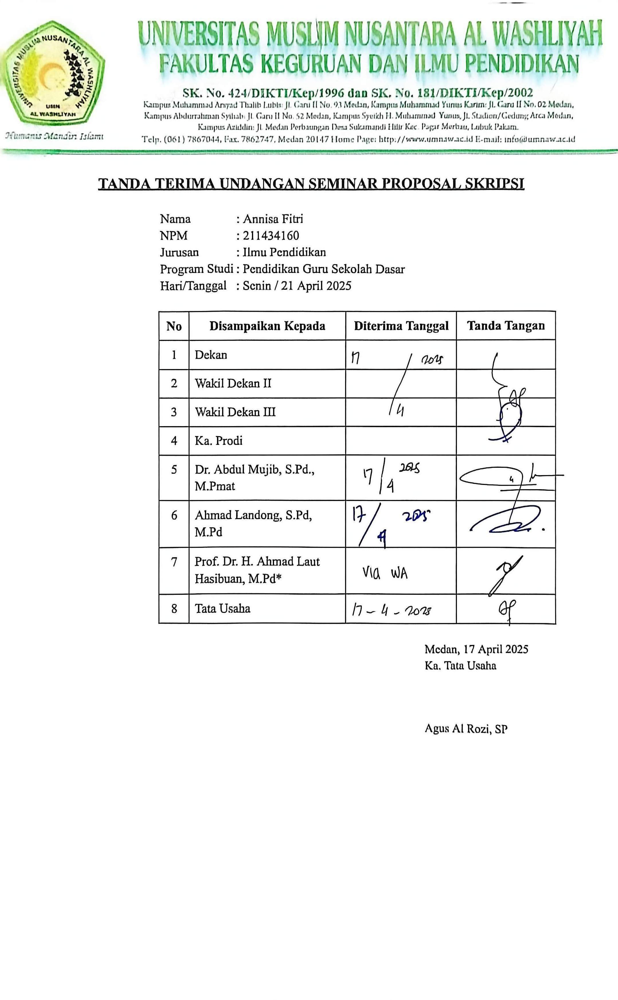 UNIVERSITAS MUSLIM NUSANTARA AL WASHLIYAH
UMN
AL WASHLIYAH
Humanis Mandiri Islami
UNIVERSITAS MUSLIM NUSANTARA AL WASHLIYAH
FAKULTAS KEGURUAN DAN ILMU PENDIDIKAN
SK. No. 424/DIKTI/Kep/1996 dan SK. No. 181/DIKTI/Kep/2002
Kampus Muhammad Arsyad Thalib Lubis: Jl. Garu II No. 93 Medan, Kampus Muhammad Yunus Karim: Jl. Garu II No. 02 Medan,
Kampus Abdurrahman Syihab: Jl. Garu II No. 52 Medan, Kampus Syeikh H. Muhammad Yunus, Jl. Stadion/Gedung Arca Medan,
Kampus Aziddin: Jl. Medan Perbaungan Desa Sukamandi Hilir Kec. Pagar Merbau, Lubuk Pakam.
Telp. (061) 7867044, Fax. 7862747, Medan 20147 Home Page: http://www.umnaw.ac.id E-mail: info@umnaw.ac.id
TANDA TERIMA UNDANGAN SEMINAR PROPOSAL SKRIPSI
Nama : Annisa Fitri
NPM : 211434160
Jurusan : Ilmu Pendidikan
Program Studi : Pendidikan Guru Sekolah Dasar
Hari/Tanggal : Senin / 21 April 2025
No Disampaikan Kepada Diterima Tanggal Tanda Tangan
1 Dekan 17 / 2025
2 Wakil Dekan II
3 Wakil Dekan III 4
4 Ka. Prodi
5 Dr. Abdul Mujib, S.Pd., 17/4 2025
M.Pmat
6 Ahmad Landong, S.Pd, 17/4 2025
M.Pd
7 Prof. Dr. H. Ahmad Laut Via WA
Hasibuan, M.Pd*
8 Tata Usaha 17 - 4 - 2025
Medan, 17 April 2025
Ka. Tata Usaha
Agus Al Rozi, SP